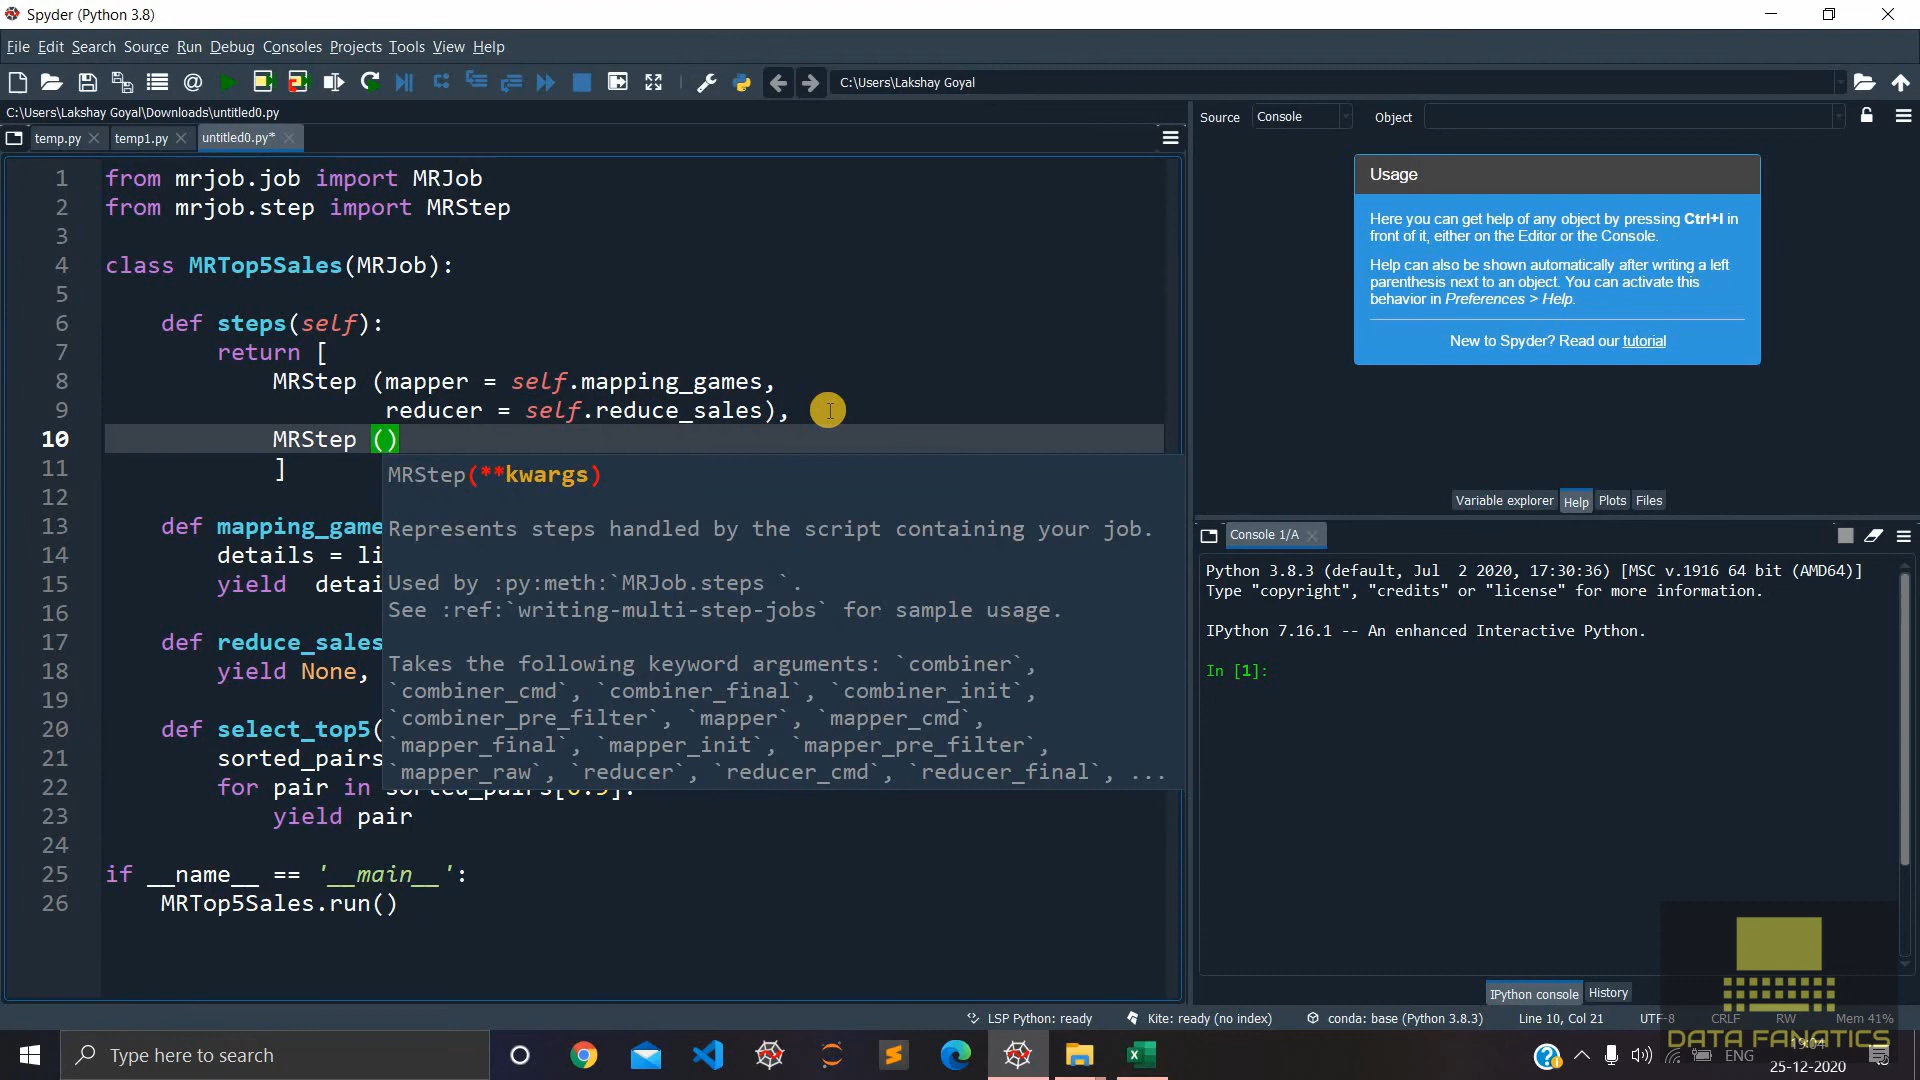 Spyder (Python 3.8)
File Edit Search Source Run Debug Consoles Projects Tools View Help
C:\Users\Lakshay Goyal
C:\Users\Lakshay Goyal\Downloads\untitled0.py
temp.py temp1.py untitled0.py*
1 from mrjob.job import MRJob
2 from mrjob.step import MRStep
3
4 class MRTop5Sales(MRJob):
5
6 def steps(self):
7 return [
8 MRStep (mapper = self.mapping_games,
9 reducer = self.reduce_sales),
10 MRStep ()
11 ]
12
13 def mapping_game
14 details = li
15 yield detai
16
17 def reduce_sales
18 yield None,
19
20 def select_top5(
21 sorted_pairs
22 for pair in sorted_pairs[0:5]:
23 yield pair
24
25 if __name__ == '__main__':
26 MRTop5Sales.run()
MRStep(**kwargs)
Represents steps handled by the script containing your job.
Used by :py:meth:`MRJob.steps `.
See :ref:`writing-multi-step-jobs` for sample usage.
Takes the following keyword arguments: `combiner`,
`combiner_cmd`, `combiner_final`, `combiner_init`,
`combiner_pre_filter`, `mapper`, `mapper_cmd`,
`mapper_final`, `mapper_init`, `mapper_pre_filter`,
`mapper_raw`, `reducer`, `reducer_cmd`, `reducer_final`, ...
Source Console Object
Usage
Here you can get help of any object by pressing Ctrl+I in
front of it, either on the Editor or the Console.
Help can also be shown automatically after writing a left
parenthesis next to an object. You can activate this
behavior in Preferences > Help.
New to Spyder? Read our tutorial
Variable explorer Help Plots Files
Console 1/A
Python 3.8.3 (default, Jul 2 2020, 17:30:36) [MSC v.1916 64 bit (AMD64)]
Type "copyright", "credits" or "license" for more information.
IPython 7.16.1 -- An enhanced Interactive Python.
In [1]:
IPython console History
LSP Python: ready Kite: ready (no index) conda: base (Python 3.8.3) Line 10, Col 21 UTF-8 CRLF RW Mem 41%
DATA FANATICS
Type here to search
ENG
19:04
25-12-2020